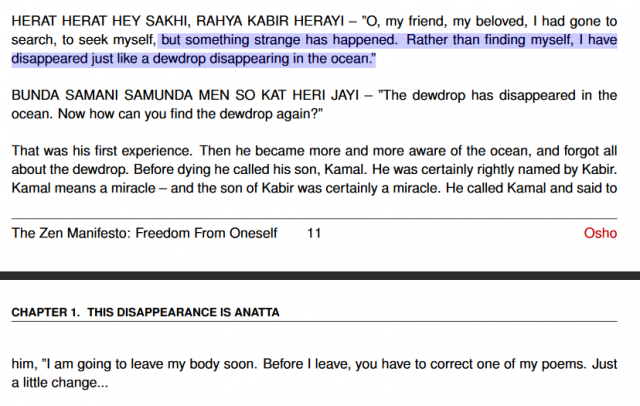 HERAT HERAT HEY SAKHI, RAHYA KABIR HERAYI – ”O, my friend, my beloved, I had gone to
search, to seek myself, but something strange has happened. Rather than finding myself, I have
disappeared just like a dewdrop disappearing in the ocean.”
BUNDA SAMANI SAMUNDA MEN SO KAT HERI JAYI – ”The dewdrop has disappeared in the
ocean. Now how can you find the dewdrop again?”
That was his first experience. Then he became more and more aware of the ocean, and forgot all
about the dewdrop. Before dying he called his son, Kamal. He was certainly rightly named by Kabir.
Kamal means a miracle – and the son of Kabir was certainly a miracle. He called Kamal and said to
The Zen Manifesto: Freedom From Oneself 11 Osho
CHAPTER 1. THIS DISAPPEARANCE IS ANATTA
him, ”I am going to leave my body soon. Before I leave, you have to correct one of my poems. Just
a little change...